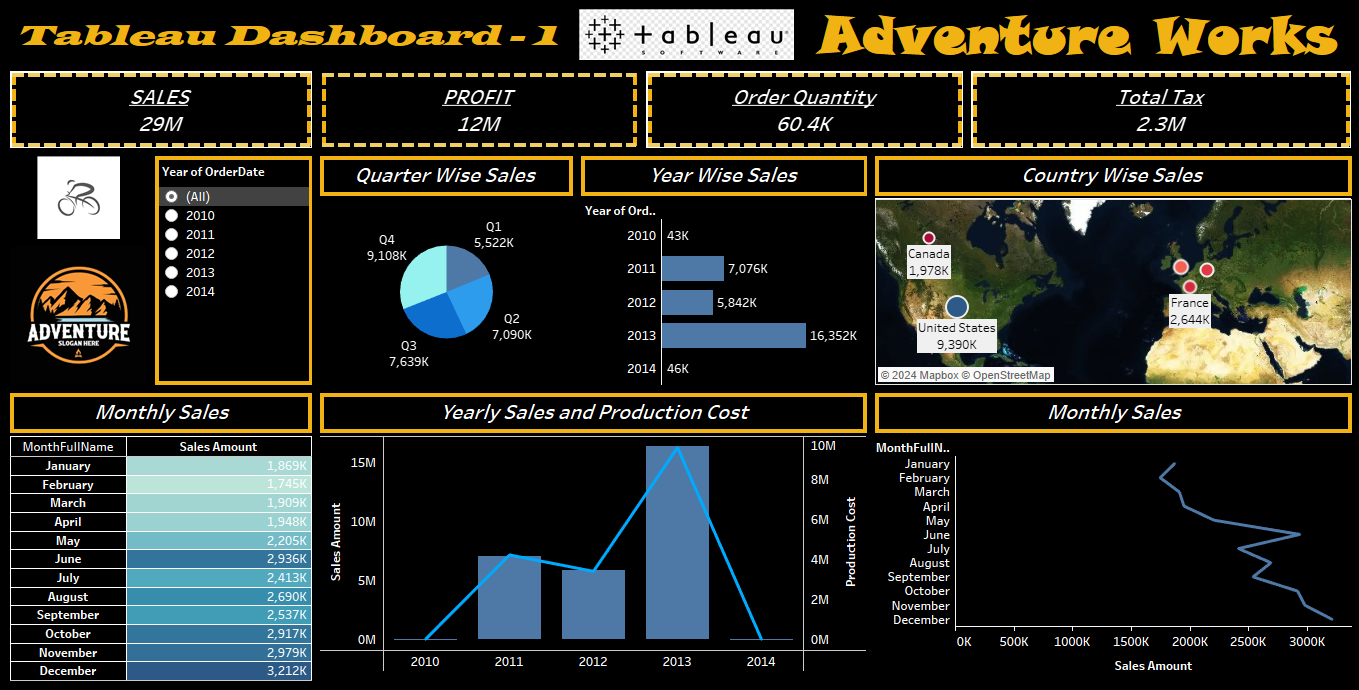 Tableau Dashboard - 1
+ableau
SOFTWARE
Adventure Works
SALES
29M
PROFIT
12M
Order Quantity
60.4K
Total Tax
2.3M
ADVENTURE
SLOGAN HERE
Year of OrderDate
(All)
2010
2011
2012
2013
2014
Quarter Wise Sales
Q1
5,522K
Q2
7,090K
Q3
7,639K
Q4
9,108K
Year Wise Sales
Year of Ord..
2010 43K
2011 7,076K
2012 5,842K
2013 16,352K
2014 46K
Country Wise Sales
Canada
1,978K
United States
9,390K
France
2,644K
© 2024 Mapbox © OpenStreetMap
Monthly Sales
MonthFullName Sales Amount
January 1,869K
February 1,745K
March 1,909K
April 1,948K
May 2,205K
June 2,936K
July 2,413K
August 2,690K
September 2,537K
October 2,917K
November 2,979K
December 3,212K
Yearly Sales and Production Cost
Sales Amount
15M
10M
5M
0M
10M
8M
6M
4M
2M
0M
Production Cost
2010 2011 2012 2013 2014
Monthly Sales
MonthFullN..
January
February
March
April
May
June
July
August
September
October
November
December
0K 500K 1000K 1500K 2000K 2500K 3000K
Sales Amount